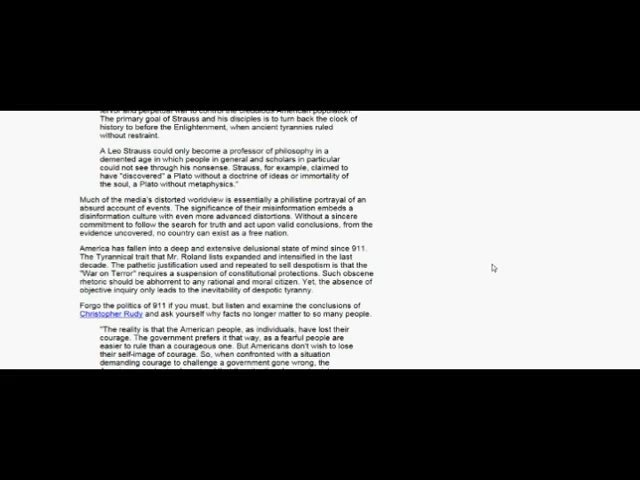 fervor and perpetual war to control the credulous American population.
The primary goal of Strauss and his disciples is to turn back the clock of
history to before the Enlightenment, when ancient tyrannies ruled
without restraint.
A Leo Strauss could only become a professor of philosophy in a
demented age in which people in general and scholars in particular
could not see through his nonsense. Strauss, for example, claimed to
have "discovered" a Plato without a doctrine of ideas or immortality of
the soul, a Plato without metaphysics."
Much of the media's distorted worldview is essentially a philistine portrayal of an
absurd account of events. The significance of their misinformation embeds a
disinformation culture with even more advanced distortions. Without a sincere
commitment to follow the search for truth and act upon valid conclusions, from the
evidence uncovered, no country can exist as a free nation.
America has fallen into a deep and extensive delusional state of mind since 911.
The Tyrannical trait that Mr. Roland lists expanded and intensified in the last
decade. The pathetic justification used and repeated to sell despotism is that the
"War on Terror" requires a suspension of constitutional protections. Such obscene
rhetoric should be abhorrent to any rational and moral citizen. Yet, the absence of
objective inquiry only leads to the inevitability of despotic tyranny.
Forgo the politics of 911 if you must, but listen and examine the conclusions of
Christopher Rudy and ask yourself why facts no longer matter to so many people.
"The reality is that the American people, as individuals, have lost their
courage. The government prefers it that way, as a fearful people are
easier to rule than a courageous one. But Americans don't wish to lose
their self-image of courage. So, when confronted with a situation
demanding courage to challenge a government gone wrong, the